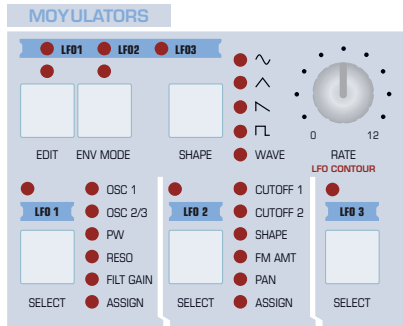 MOYULATORS
LFO1 LFO2 LFO3
0 12
EDIT ENV MODE SHAPE WAVE RATE
LFO CONTOUR
LFO 1
OSC 1
OSC 2/3
PW
RESO
FILT GAIN
ASSIGN
SELECT
LFO 2
CUTOFF 1
CUTOFF 2
SHAPE
FM AMT
PAN
ASSIGN
SELECT
LFO 3
SELECT